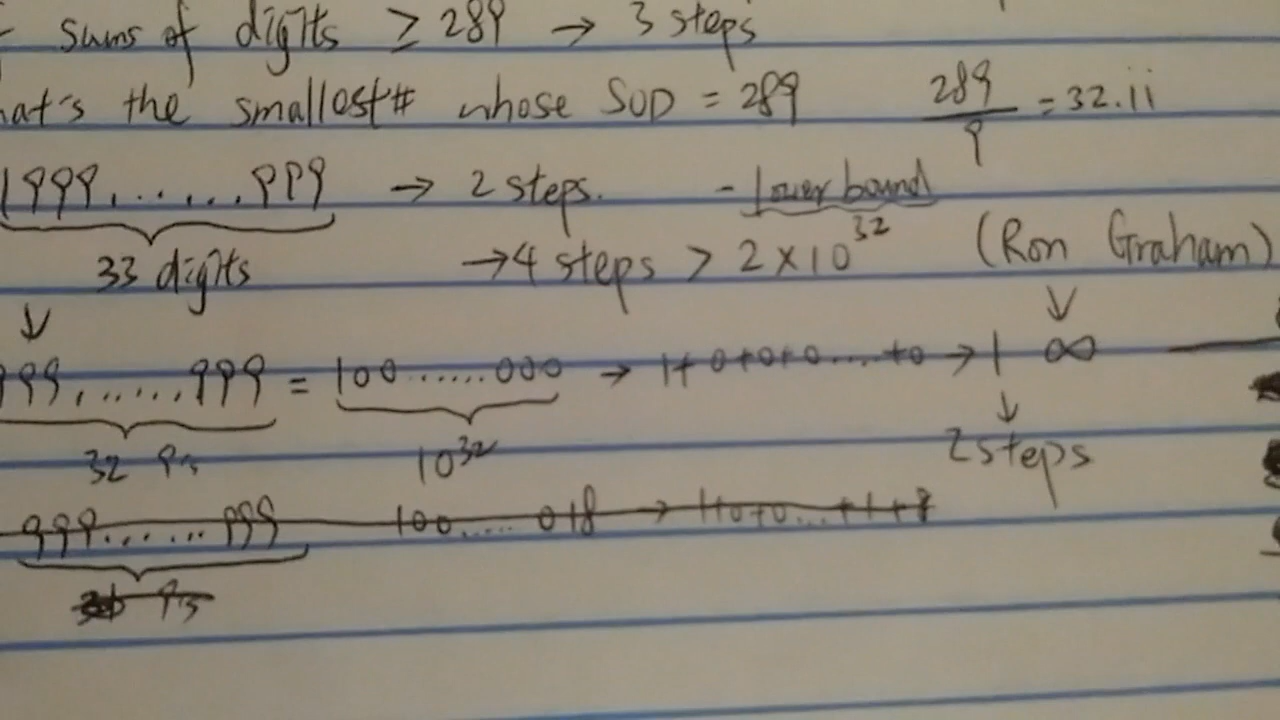 sums of digits ≥ 289 → 3 steps
hat's the smallest# whose SOD = 289 289/9 = 32.11
1999.......999 → 2 steps. - Lower bound
33 digits → 4 steps > 2 x 10^32 (Ron Graham)
999.......999 = 100......000 → 1+0+0+0....+0 → 1 ∞
32 9s 10^32 2 steps
999.......999 100.....018 → 1+0+0...+1+8
9s